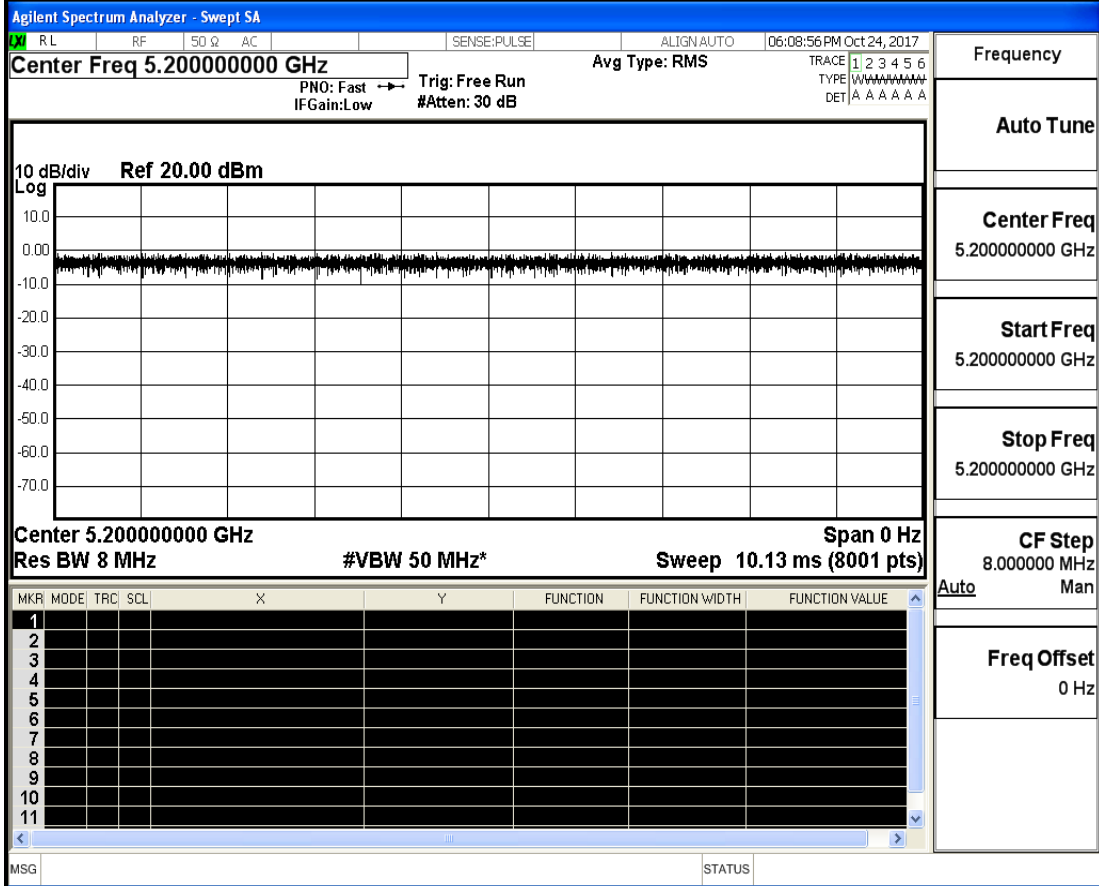 Agilent Spectrum Analyzer - Swept SA
LXI RL RF 50 Ω AC SENSE:PULSE ALIGN AUTO 06:08:56 PM Oct 24, 2017
Center Freq 5.200000000 GHz
PNO: Fast
IFGain:Low
Trig: Free Run
#Atten: 30 dB
Avg Type: RMS
TRACE 1 2 3 4 5 6
TYPE WWWWWW
DET A A A A A A
10 dB/div Ref 20.00 dBm
Log
10.0
0.00
-10.0
-20.0
-30.0
-40.0
-50.0
-60.0
-70.0
Center 5.200000000 GHz Span 0 Hz
Res BW 8 MHz #VBW 50 MHz* Sweep 10.13 ms (8001 pts)
MKR MODE TRC SCL X Y FUNCTION FUNCTION WIDTH FUNCTION VALUE
1
2
3
4
5
6
7
8
9
10
11
MSG STATUS
Frequency
Auto Tune
Center Freq
5.200000000 GHz
Start Freq
5.200000000 GHz
Stop Freq
5.200000000 GHz
CF Step
8.000000 MHz
Auto Man
Freq Offset
0 Hz